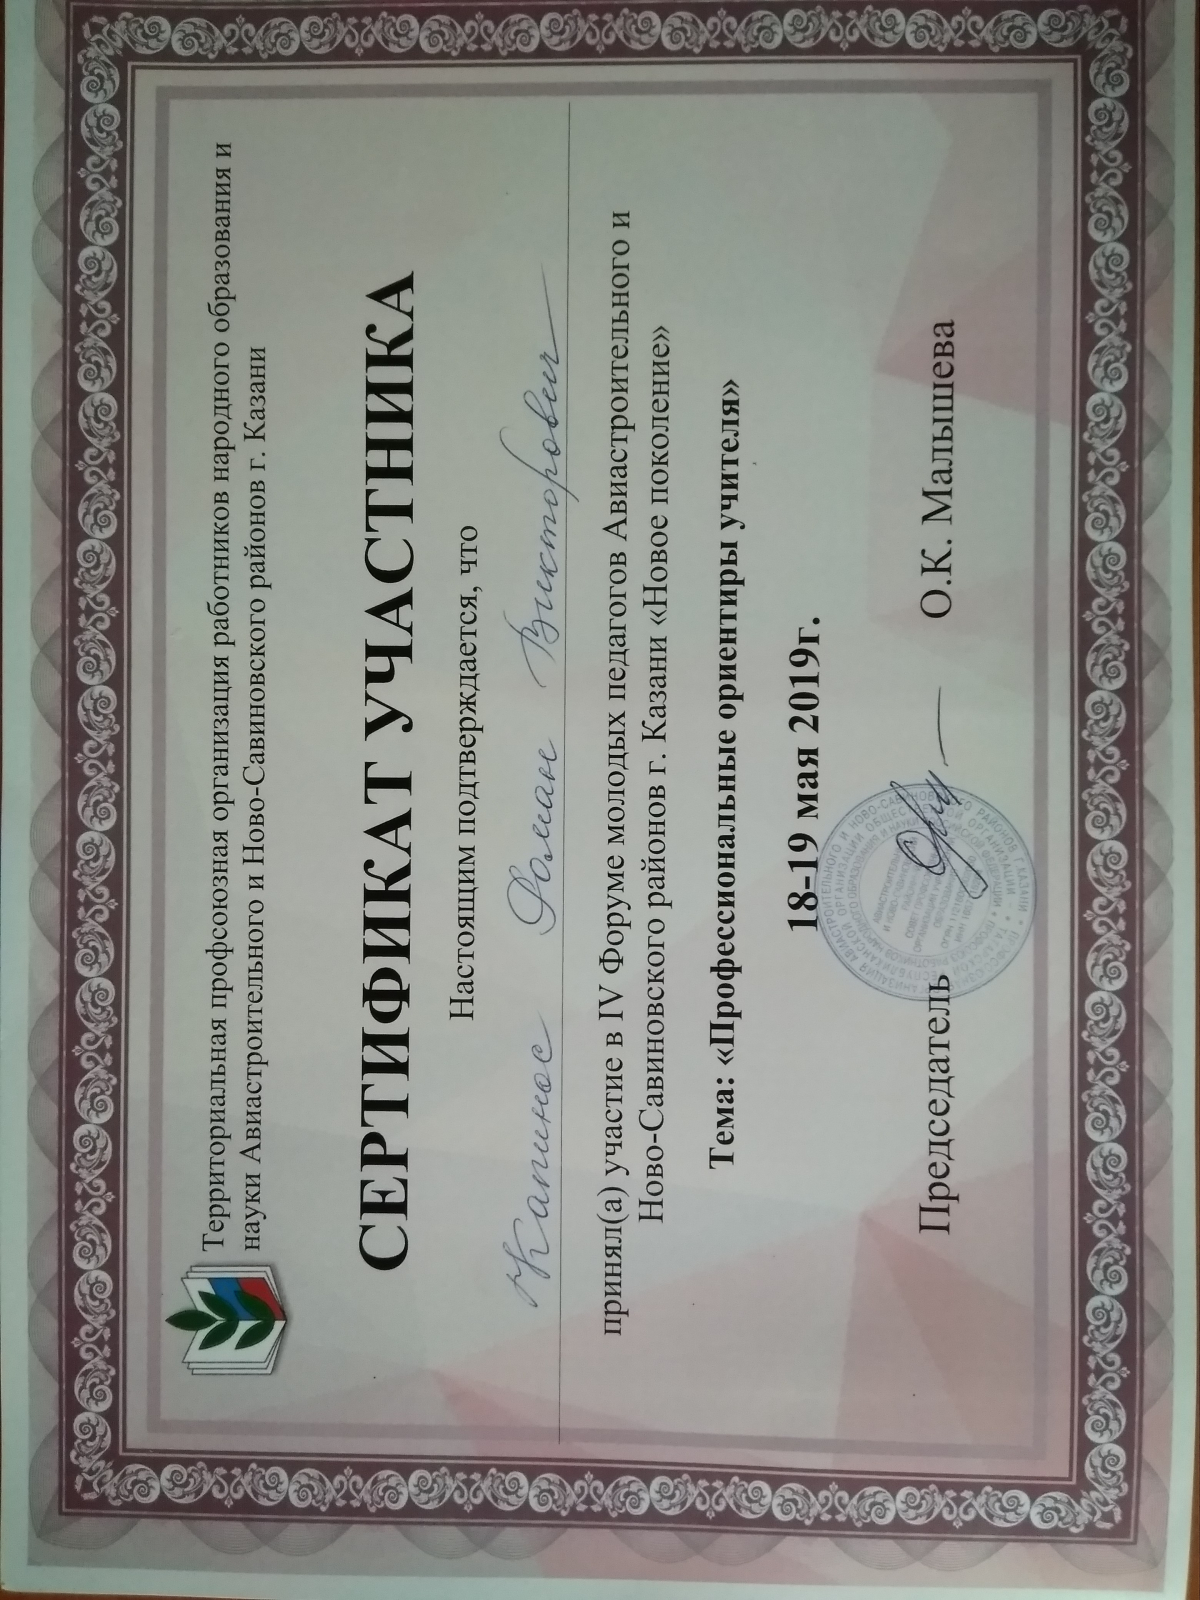 Территориальная профсоюзная организация работников народного образования и
науки Авиастроительного и Ново-Савиновского районов г. Казани
СЕРТИФИКАТ УЧАСТНИКА
Настоящим подтверждается, что
Капинос Роман Викторович
принял(а) участие в IV Форуме молодых педагогов Авиастроительного и
Ново-Савиновского районов г. Казани «Новое поколение»
Тема: «Профессиональные ориентиры учителя»
18-19 мая 2019г.
Председатель О.К. Малышева